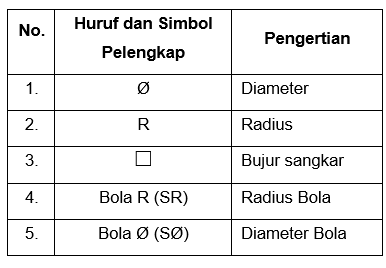 No. Huruf dan Simbol Pelengkap Pengertian
1. Ø Diameter
2. R Radius
3. □ Bujur sangkar
4. Bola R (SR) Radius Bola
5. Bola Ø (SØ) Diameter Bola